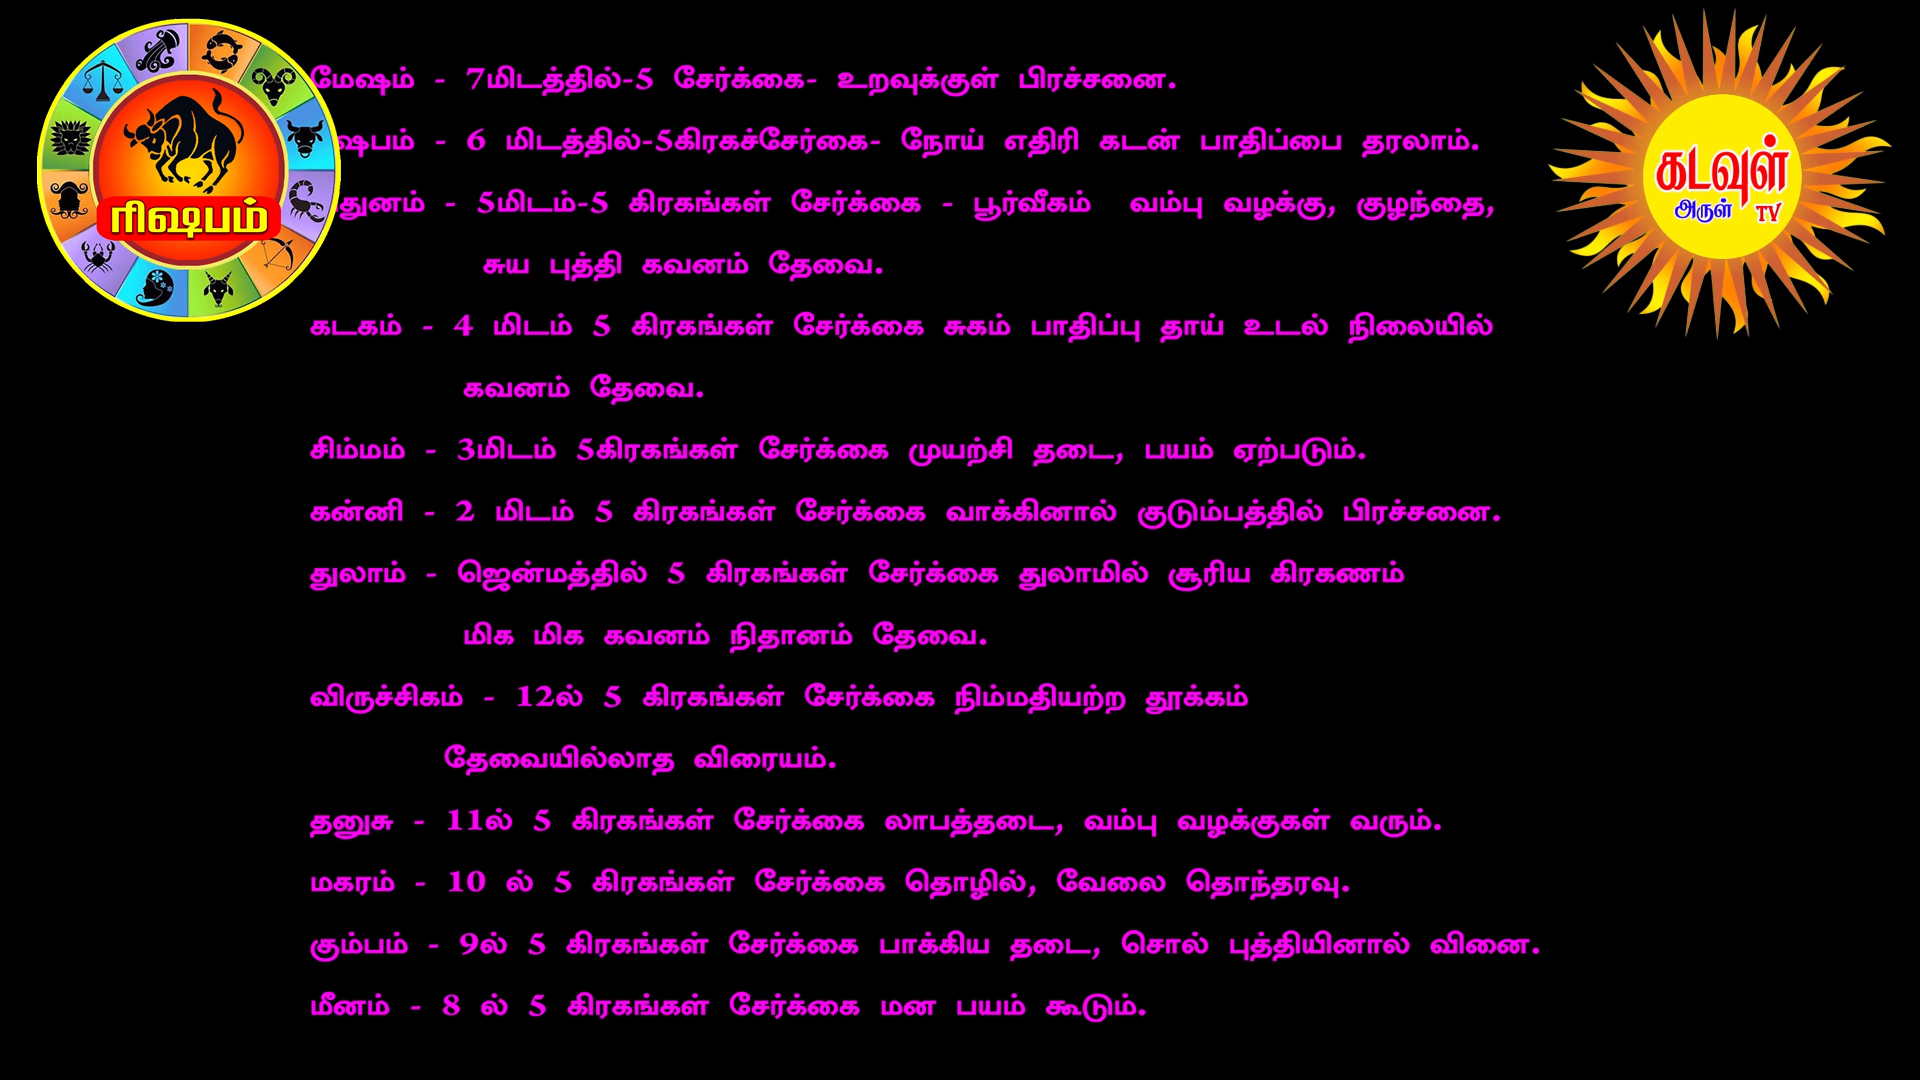 மேஷம் - 7மிடத்தில்-5 சேர்க்கை- உறவுக்குள் பிரச்சனை.
ஷபம் - 6 மிடத்தில்-5கிரகச்சேர்கை- நோய் எதிரி கடன் பாதிப்பை தரலாம்.
துனம் - 5மிடம்-5 கிரகங்கள் சேர்க்கை - பூர்வீகம் வம்பு வழக்கு, குழந்தை,
சுய புத்தி கவனம் தேவை.
கடகம் - 4 மிடம் 5 கிரகங்கள் சேர்க்கை சுகம் பாதிப்பு தாய் உடல் நிலையில்
கவனம் தேவை.
சிம்மம் - 3மிடம் 5கிரகங்கள் சேர்க்கை முயற்சி தடை, பயம் ஏற்படும்.
கன்னி - 2 மிடம் 5 கிரகங்கள் சேர்க்கை வாக்கினால் குடும்பத்தில் பிரச்சனை.
துலாம் - ஜென்மத்தில் 5 கிரகங்கள் சேர்க்கை துலாமில் சூரிய கிரகணம்
மிக மிக கவனம் நிதானம் தேவை.
விருச்சிகம் - 12ல் 5 கிரகங்கள் சேர்க்கை நிம்மதியற்ற தூக்கம்
தேவையில்லாத விரையம்.
தனுசு - 11ல் 5 கிரகங்கள் சேர்க்கை லாபத்தடை, வம்பு வழக்குகள் வரும்.
மகரம் - 10 ல் 5 கிரகங்கள் சேர்க்கை தொழில், வேலை தொந்தரவு.
கும்பம் - 9ல் 5 கிரகங்கள் சேர்க்கை பாக்கிய தடை, சொல் புத்தியினால் வினை.
மீனம் - 8 ல் 5 கிரகங்கள் சேர்க்கை மன பயம் கூடும்.
ரிஷபம்
கடவுள்
அருள் TV